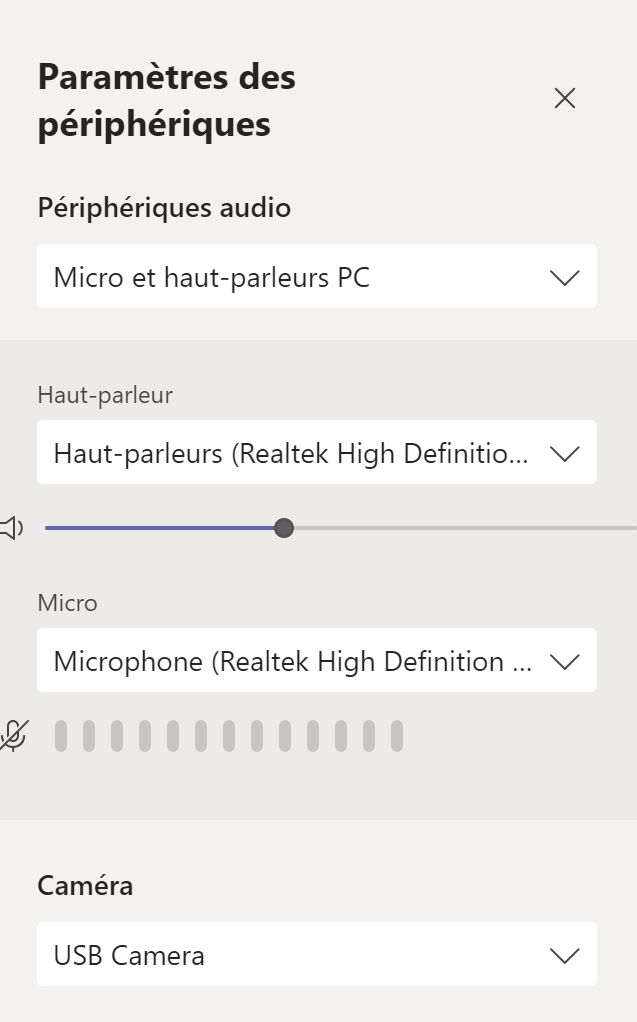 Paramètres des
périphériques
Périphériques audio
Micro et haut-parleurs PC
Haut-parleur
Haut-parleurs (Realtek High Definitio...
Micro
Microphone (Realtek High Definition ...
Caméra
USB Camera